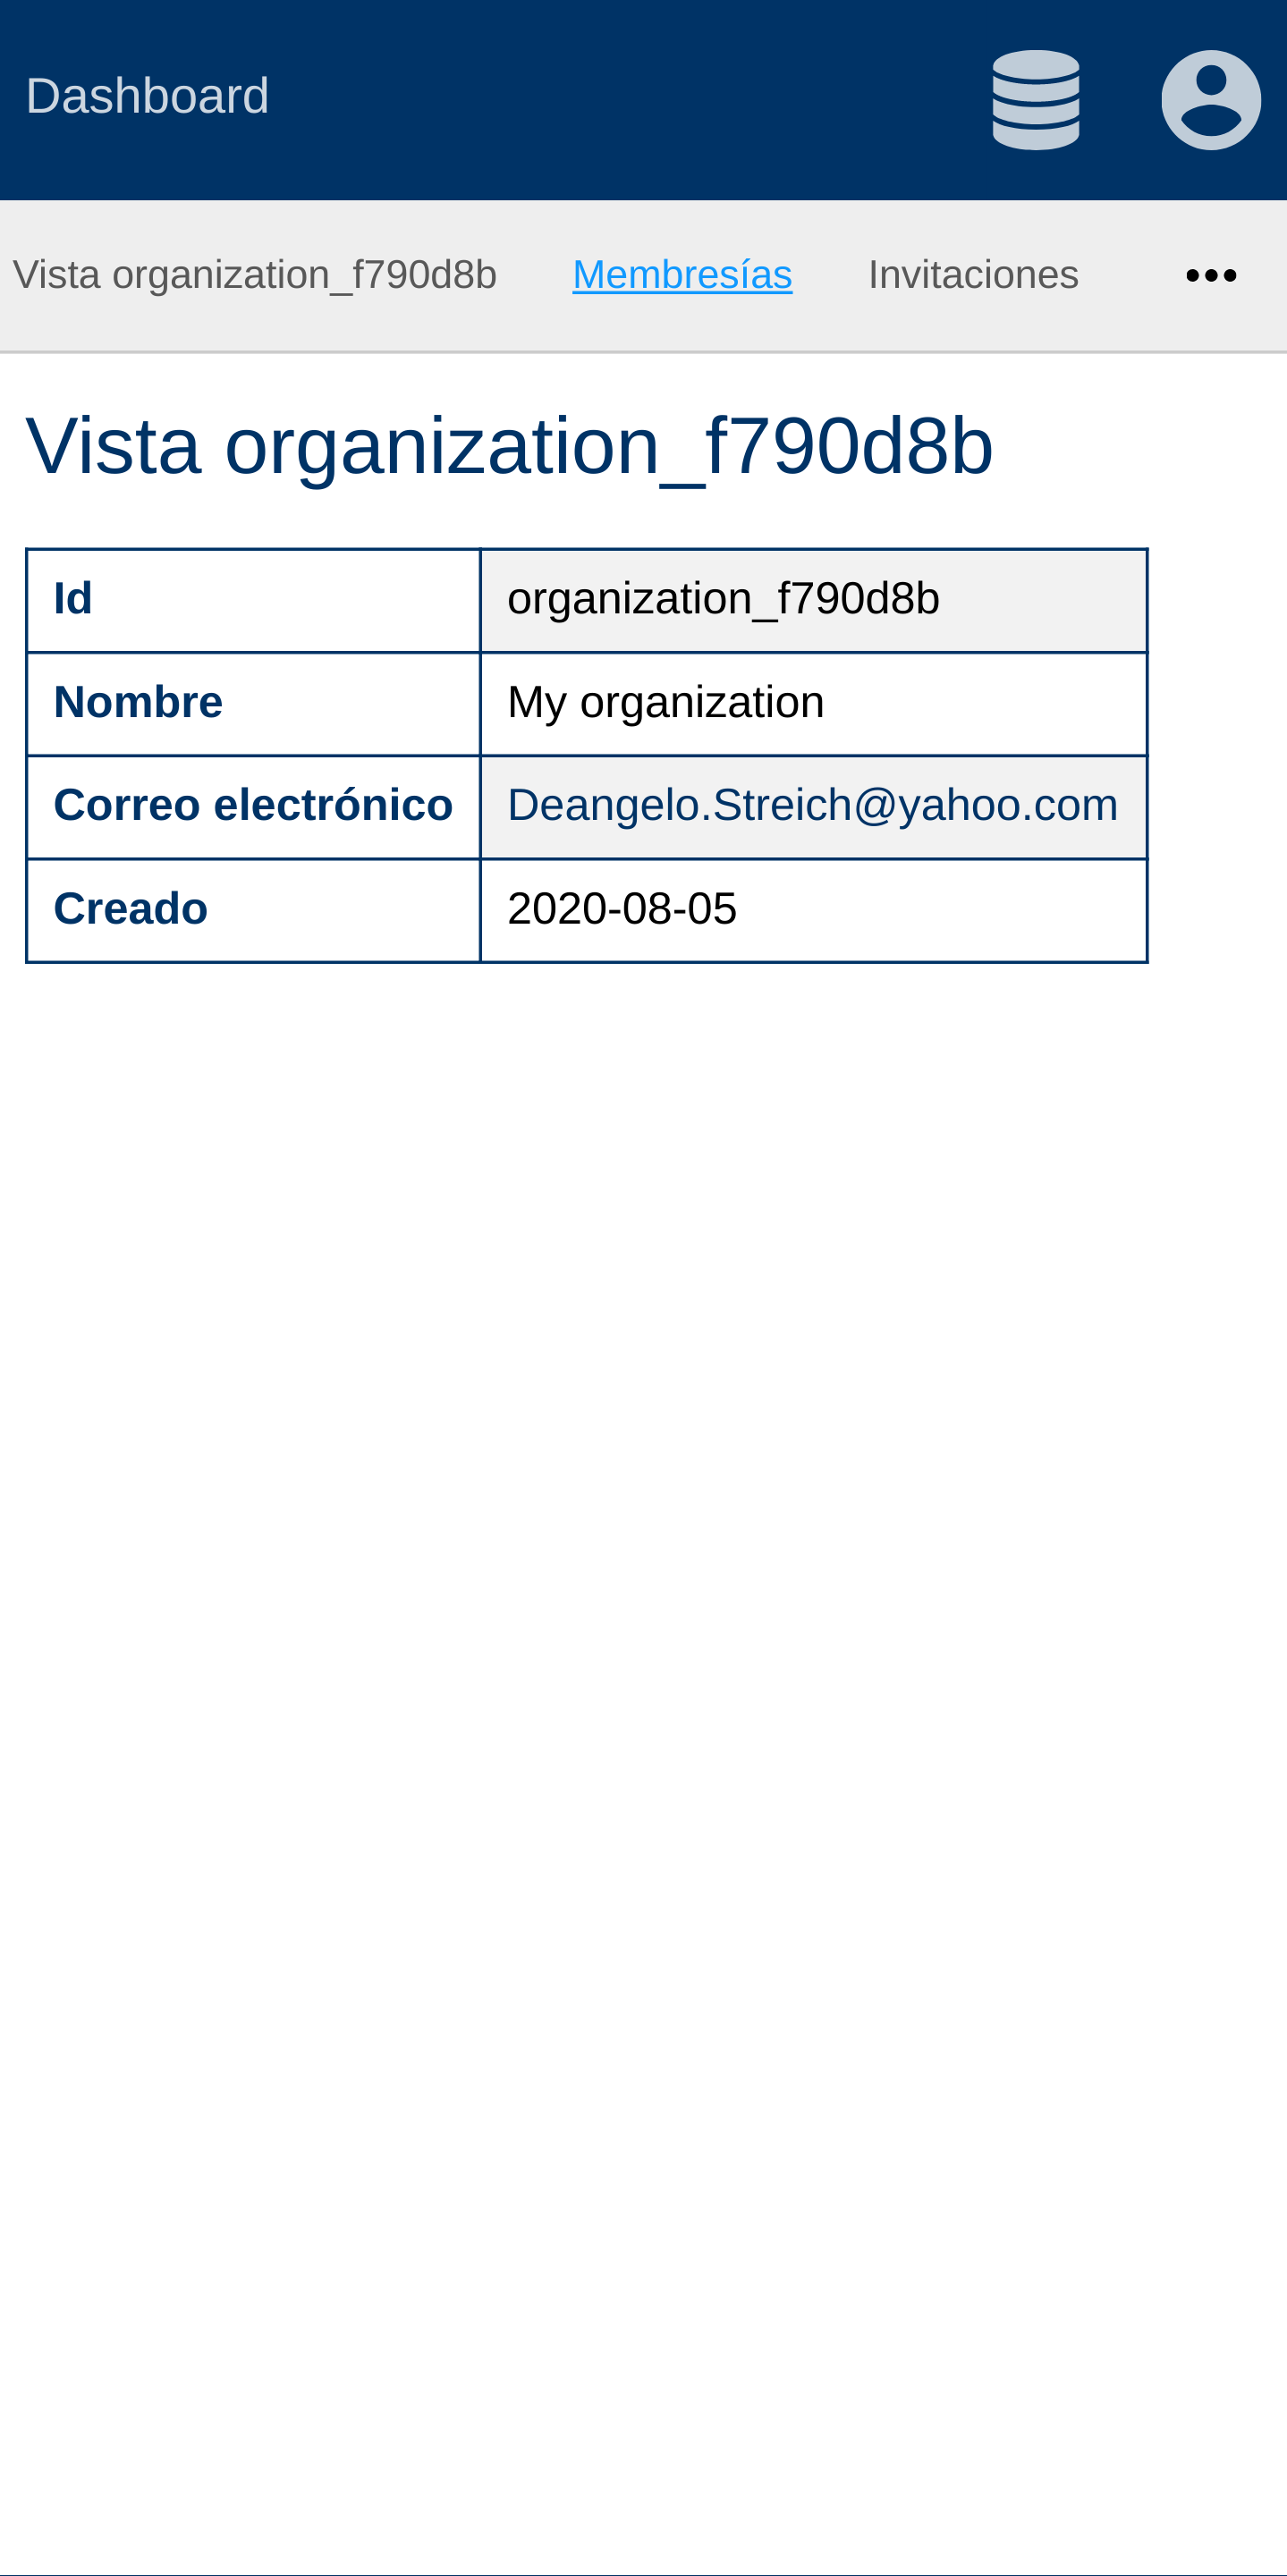 Dashboard
Vista organization_f790d8b Membresías Invitaciones •••
Vista organization_f790d8b
Id organization_f790d8b
Nombre My organization
Correo electrónico Deangelo.Streich@yahoo.com
Creado 2020-08-05